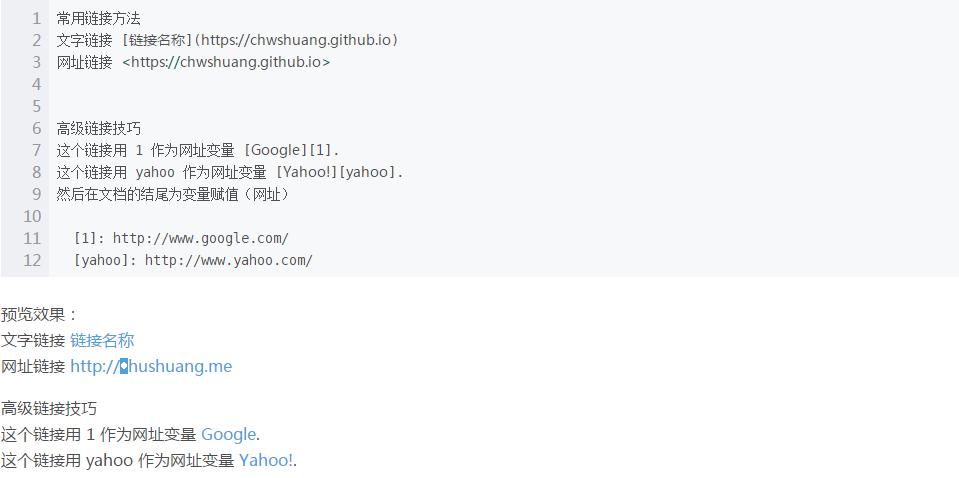 1 常用链接方法
2 文字链接 [链接名称](https://chwshuang.github.io)
3 网址链接 <https://chwshuang.github.io>
4
5
6 高级链接技巧
7 这个链接用 1 作为网址变量 [Google][1].
8 这个链接用 yahoo 作为网址变量 [Yahoo!][yahoo].
9 然后在文档的结尾为变量赋值（网址）
10
11 [1]: http://www.google.com/
12 [yahoo]: http://www.yahoo.com/
预览效果：
文字链接 链接名称
网址链接 http://hushuang.me
高级链接技巧
这个链接用 1 作为网址变量 Google.
这个链接用 yahoo 作为网址变量 Yahoo!.